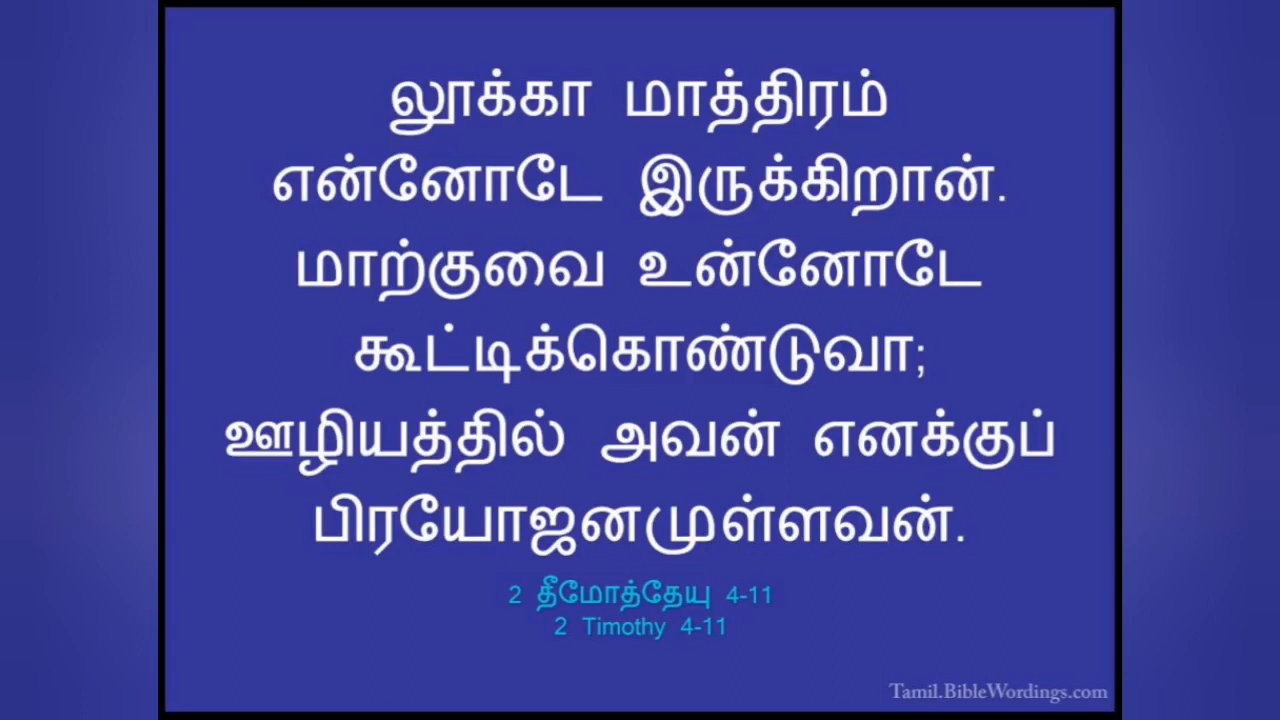 லூக்கா மாத்திரம்
என்னோடே இருக்கிறான்.
மாற்குவை உன்னோடே
கூட்டிக்கொண்டுவா;
ஊழியத்தில் அவன் எனக்குப்
பிரயோஜனமுள்ளவன்.
2 தீமோத்தேயு 4-11
2 Timothy 4-11
Tamil.BibleWordings.com